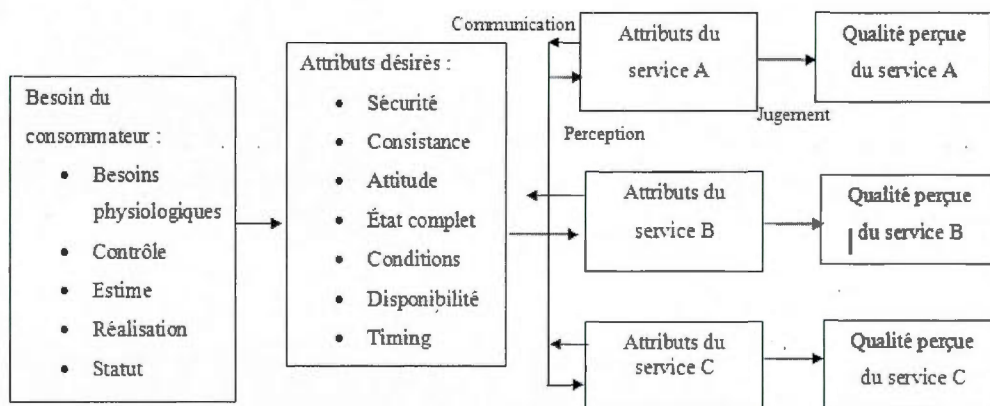 Besoin du
consommateur :
• Besoins
physiologiques
• Contrôle
• Estime
• Réalisation
• Statut
Attributs désirés :
• Sécurité
• Consistance
• Attitude
• État complet
• Conditions
• Disponibilité
• Timing
Communication
Perception
Attributs du
service A
Jugement
Qualité perçue
du service A
Attributs du
service B
Qualité perçue
du service B
Attributs du
service C
Qualité perçue
du service C